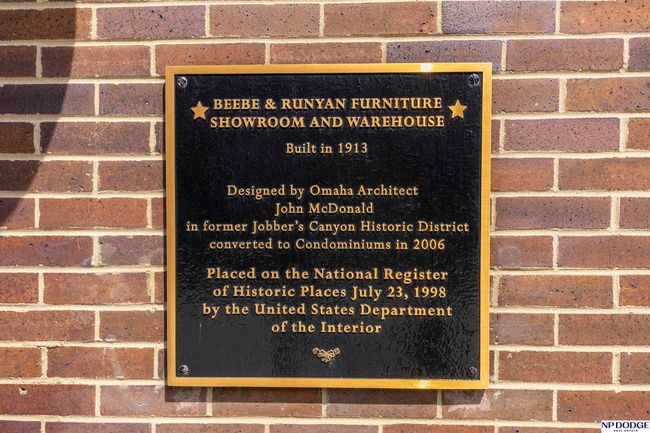 BEEBE & RUNYAN FURNITURE
SHOWROOM AND WAREHOUSE
Built in 1913
Designed by Omaha Architect
John McDonald
in former Jobber's Canyon Historic District
converted to Condominiums in 2006
Placed on the National Register
of Historic Places July 23, 1998
by the United States Department
of the Interior
NP DODGE
REAL ESTATE